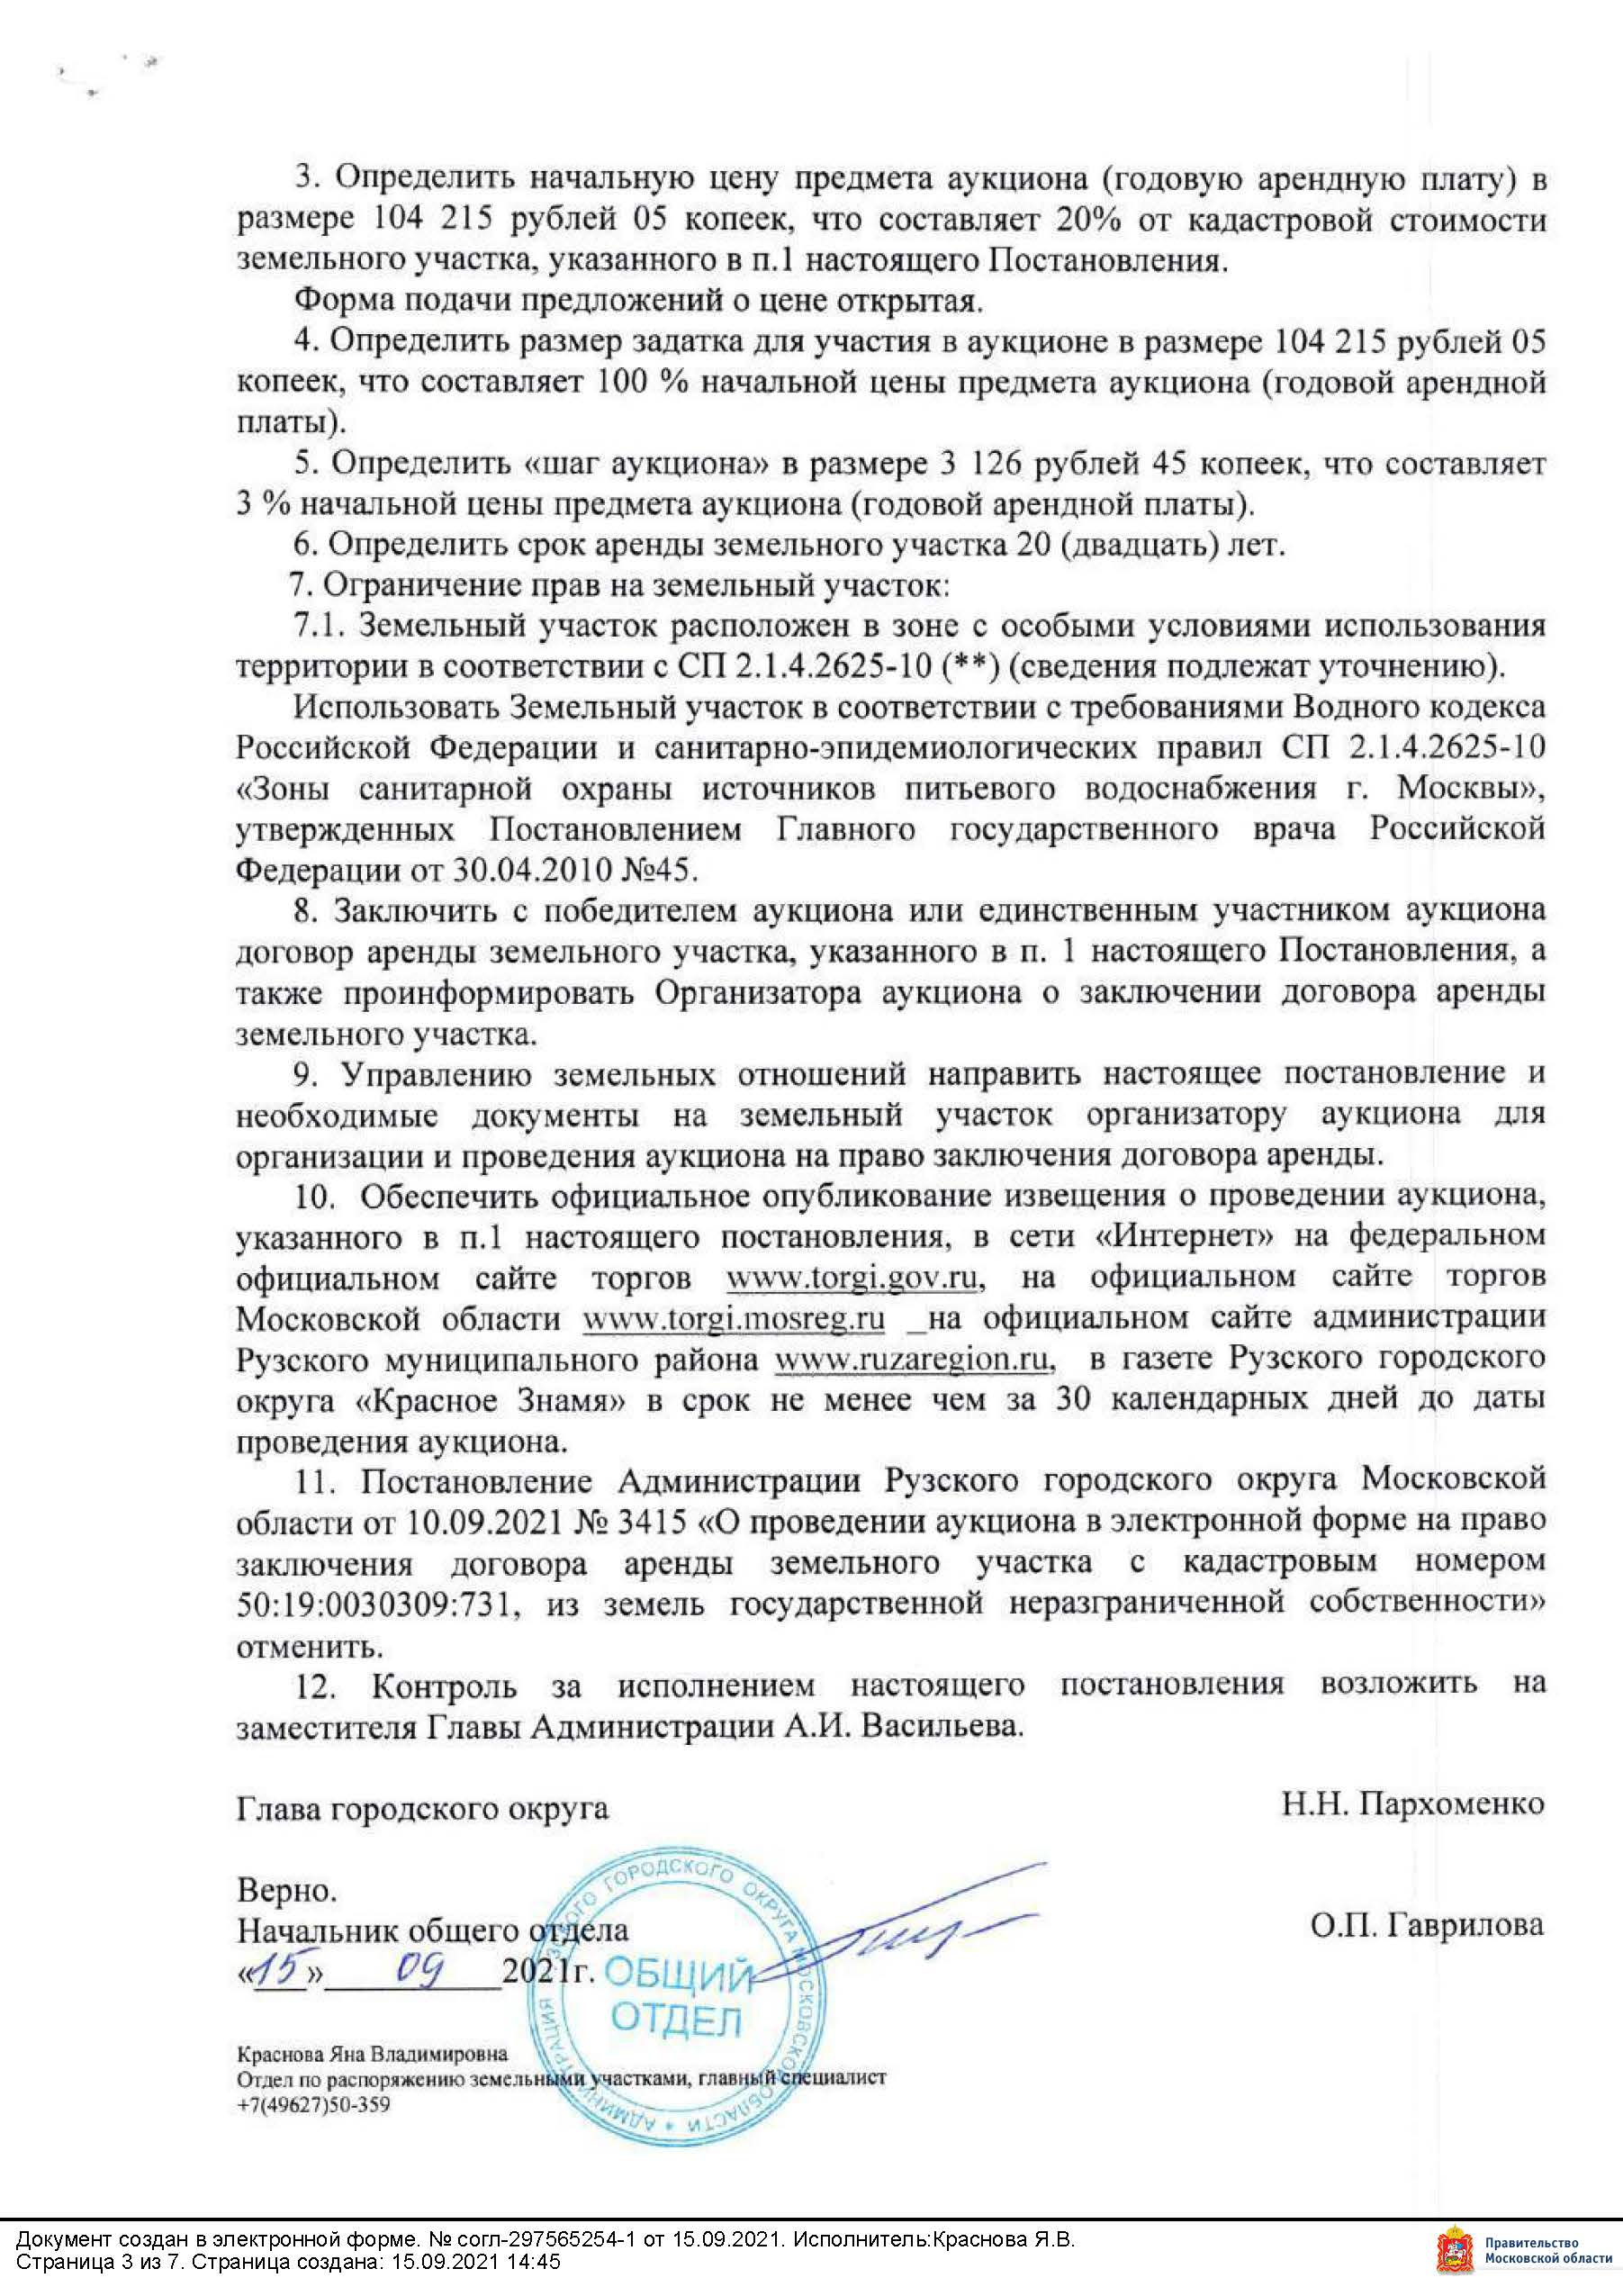 3. Определить начальную цену предмета аукциона (годовую арендную плату) в
размере 104 215 рублей 05 копеек, что составляет 20% от кадастровой стоимости
земельного участка, указанного в п.1 настоящего Постановления.
Форма подачи предложений о цене открытая.
4. Определить размер задатка для участия в аукционе в размере 104 215 рублей 05
копеек, что составляет 100 % начальной цены предмета аукциона (годовой арендной
платы).
5. Определить «шаг аукциона» в размере 3 126 рублей 45 копеек, что составляет
3 % начальной цены предмета аукциона (годовой арендной платы).
6. Определить срок аренды земельного участка 20 (двадцать) лет.
7. Ограничение прав на земельный участок:
7.1. Земельный участок расположен в зоне с особыми условиями использования
территории в соответствии с СП 2.1.4.2625-10 (**) (сведения подлежат уточнению).
Использовать Земельный участок в соответствии с требованиями Водного кодекса
Российской Федерации и санитарно-эпидемиологических правил СП 2.1.4.2625-10
«Зоны санитарной охраны источников питьевого водоснабжения г. Москвы»,
утвержденных Постановлением Главного государственного врача Российской
Федерации от 30.04.2010 №45.
8. Заключить с победителем аукциона или единственным участником аукциона
договор аренды земельного участка, указанного в п. 1 настоящего Постановления, а
также проинформировать Организатора аукциона о заключении договора аренды
земельного участка.
9. Управлению земельных отношений направить настоящее постановление и
необходимые документы на земельный участок организатору аукциона для
организации и проведения аукциона на право заключения договора аренды.
10. Обеспечить официальное опубликование извещения о проведении аукциона,
указанного в п.1 настоящего постановления, в сети «Интернет» на федеральном
официальном сайте торгов www.torgi.gov.ru, на официальном сайте торгов
Московской области www.torgi.mosreg.ru _на официальном сайте администрации
Рузского муниципального района www.ruzaregion.ru, в газете Рузского городского
округа «Красное Знамя» в срок не менее чем за 30 календарных дней до даты
проведения аукциона.
11. Постановление Администрации Рузского городского округа Московской
области от 10.09.2021 № 3415 «О проведении аукциона в электронной форме на право
заключения договора аренды земельного участка с кадастровым номером
50:19:0030309:731, из земель государственной неразграниченной собственности»
отменить.
12. Контроль за исполнением настоящего постановления возложить на
заместителя Главы Администрации А.И. Васильева.
Глава городского округа Н.Н. Пархоменко
Верно.
Начальник общего отдела О.П. Гаврилова
«15» 09 2021г.
ОБЩИЙ
ОТДЕЛ
ГОРОДСКОГО ОКРУГА МОСКОВСКОЙ ОБЛАСТИ * АДМИНИСТРАЦИЯ
Краснова Яна Владимировна
Отдел по распоряжению земельными участками, главный специалист
+7(49627)50-359
Документ создан в электронной форме. № согл-297565254-1 от 15.09.2021. Исполнитель:Краснова Я.В.
Страница 3 из 7. Страница создана: 15.09.2021 14:45
Правительство
Московской области